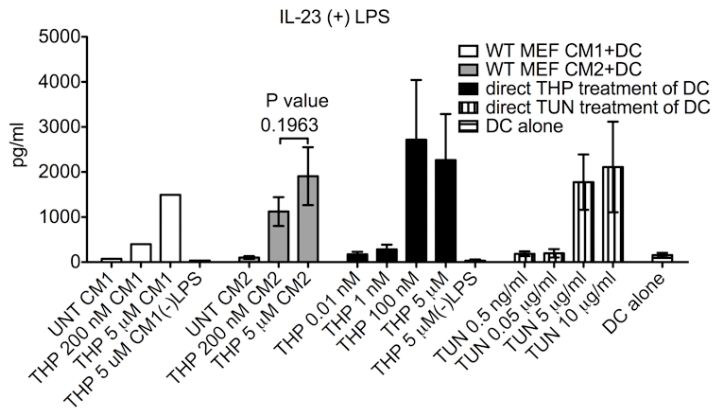 IL-23 (+) LPS
pg/ml
5000
4000
3000
2000
1000
0
WT MEF CM1+DC
WT MEF CM2+DC
direct THP treatment of DC
direct TUN treatment of DC
DC alone
P value
0.1963
UNT CM1
THP 200 nM CM1
THP 5 μM CM1
THP 5 uM CM1(-)LPS
UNT CM2
THP 200 nM CM2
THP 5 μM CM2
THP 0.01 nM
THP 1 nM
THP 100 nM
THP 5 μM
THP 5 μM(-)LPS
TUN 0.5 ng/ml
TUN 0.05 μg/ml
TUN 5 μg/ml
TUN 10 μg/ml
DC alone